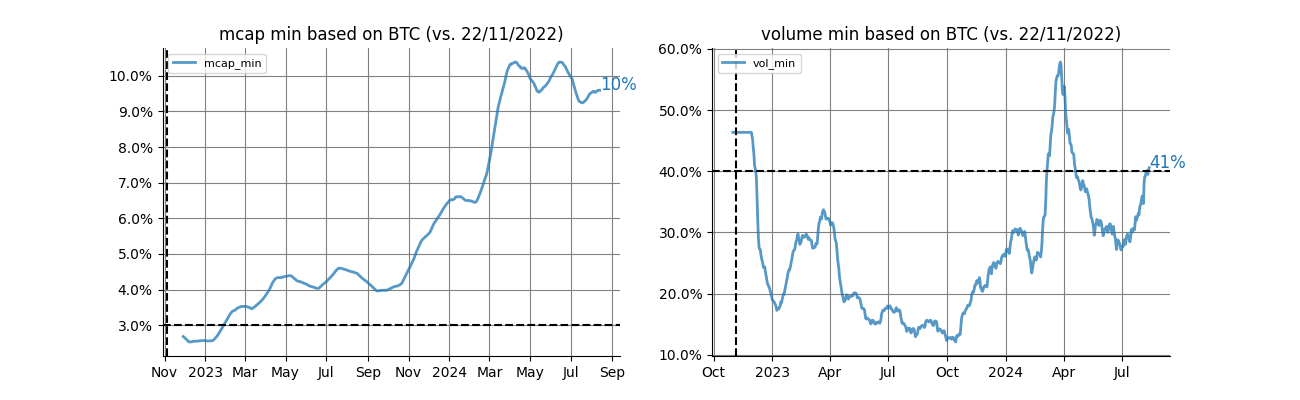 mcap min based on BTC (vs. 22/11/2022)
mcap_min
10.0%
9.0%
8.0%
7.0%
6.0%
5.0%
4.0%
3.0%
10%
Nov 2023 Mar May Jul Sep Nov 2024 Mar May Jul Sep
volume min based on BTC (vs. 22/11/2022)
vol_min
60.0%
50.0%
40.0%
30.0%
20.0%
10.0%
41%
Oct 2023 Apr Jul Oct 2024 Apr Jul